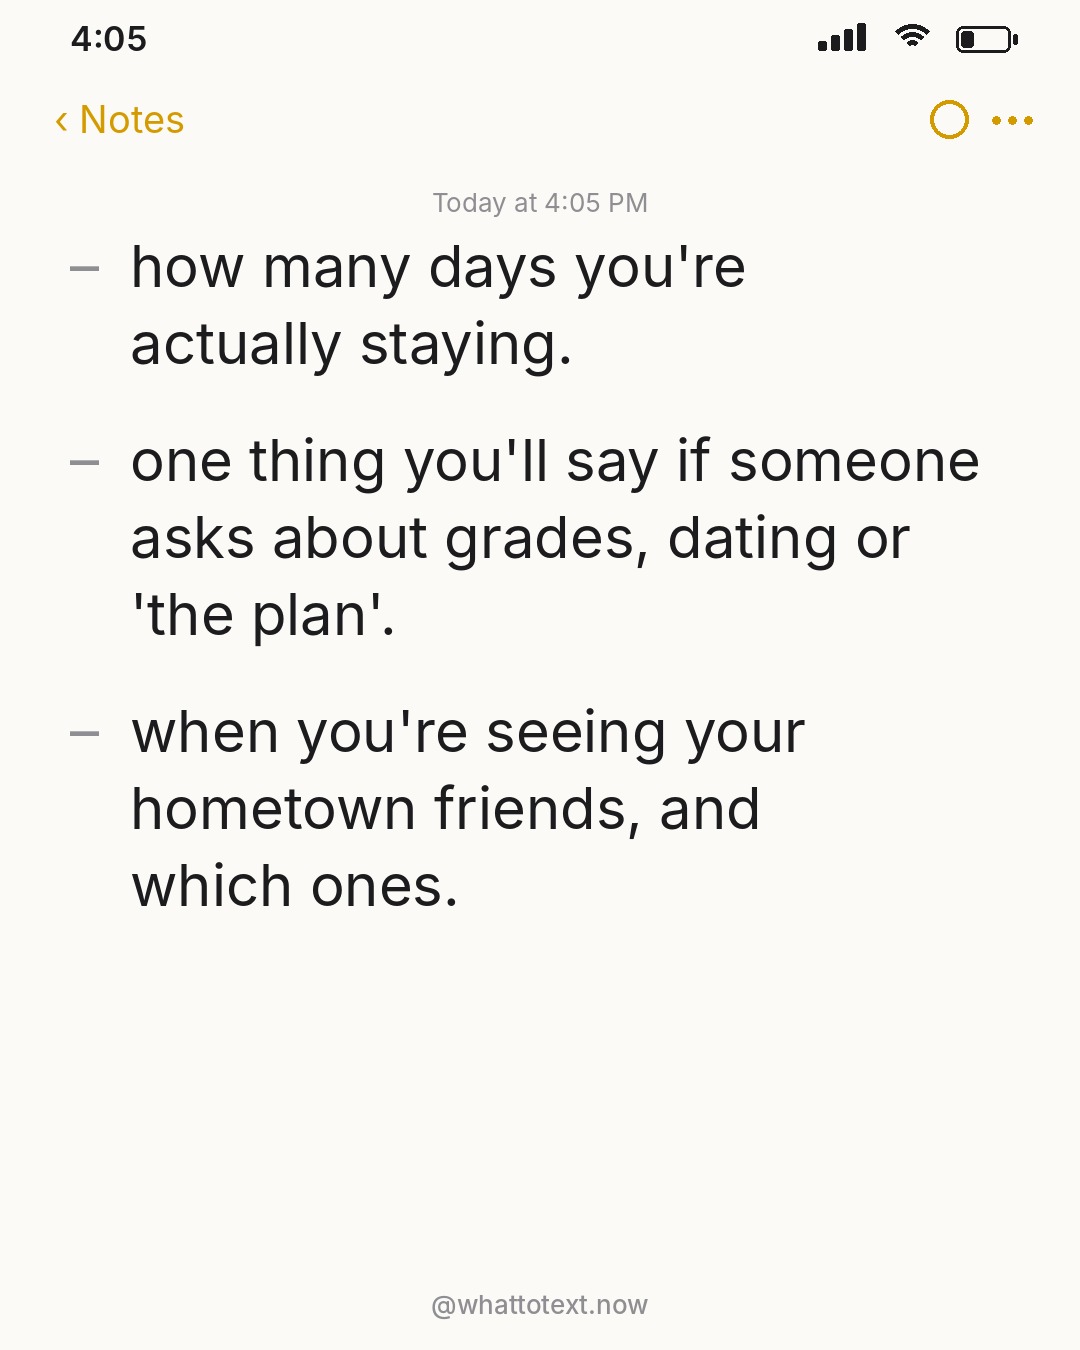 4:05
‹ Notes
Today at 4:05 PM
– how many days you're
actually staying.
– one thing you'll say if someone
asks about grades, dating or
'the plan'.
– when you're seeing your
hometown friends, and
which ones.
@whattotext.now